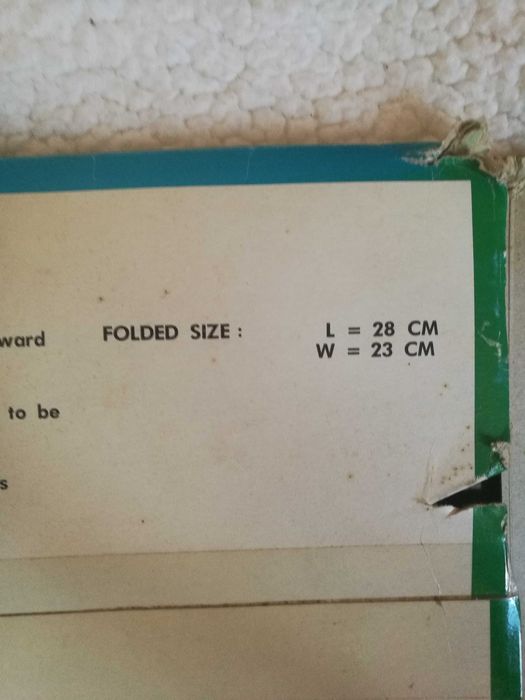 ward
FOLDED SIZE : L = 28 CM
W = 23 CM
to be
s